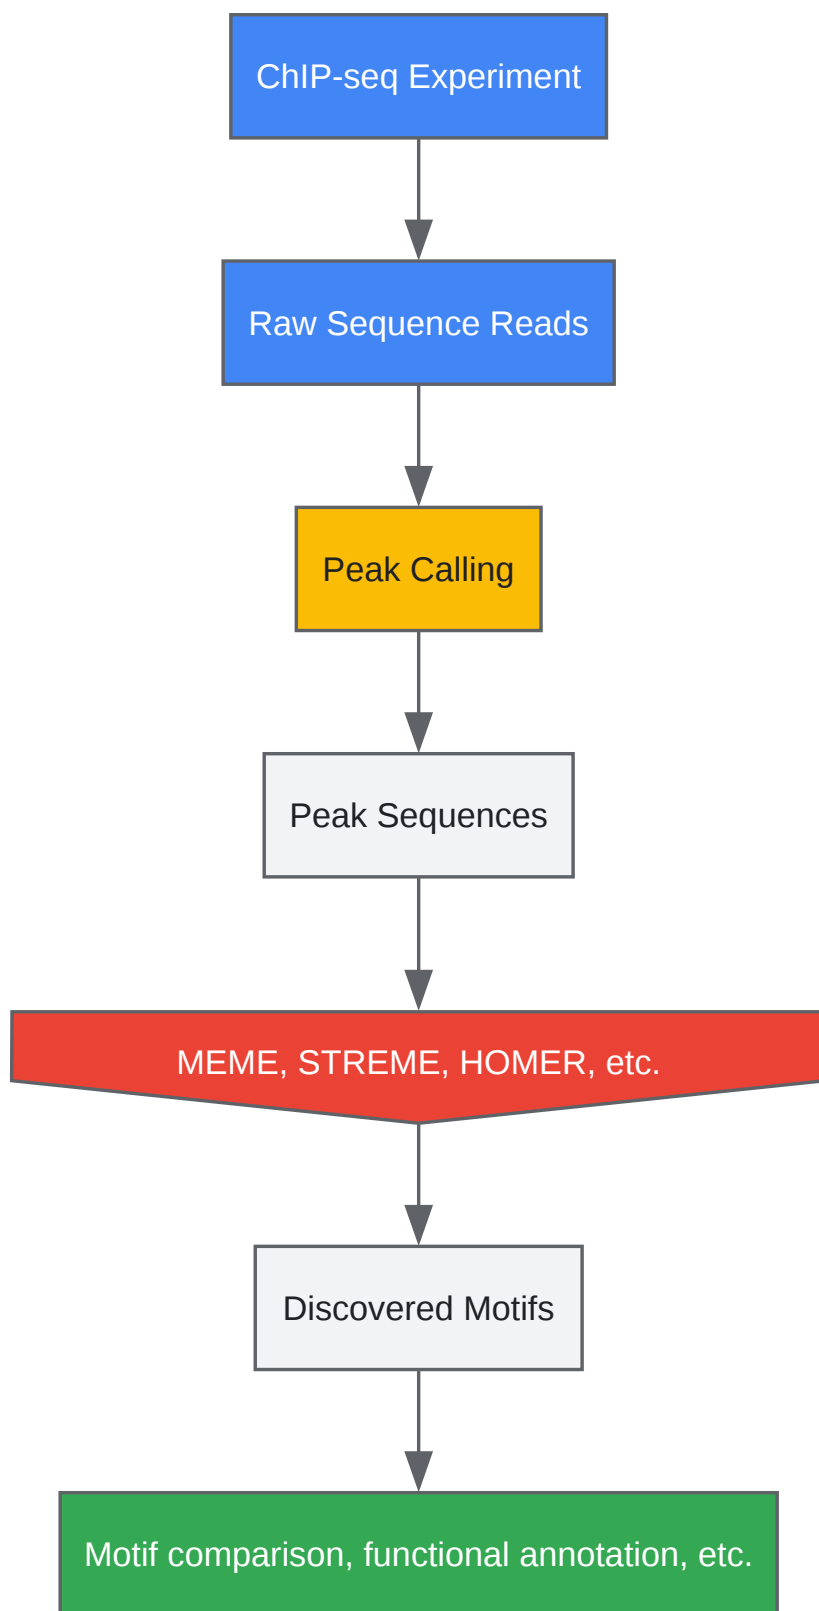 ChIP-seq Experiment
Raw Sequence Reads
Peak Calling
Peak Sequences
MEME, STREME, HOMER, etc.
Discovered Motifs
Motif comparison, functional annotation, etc.